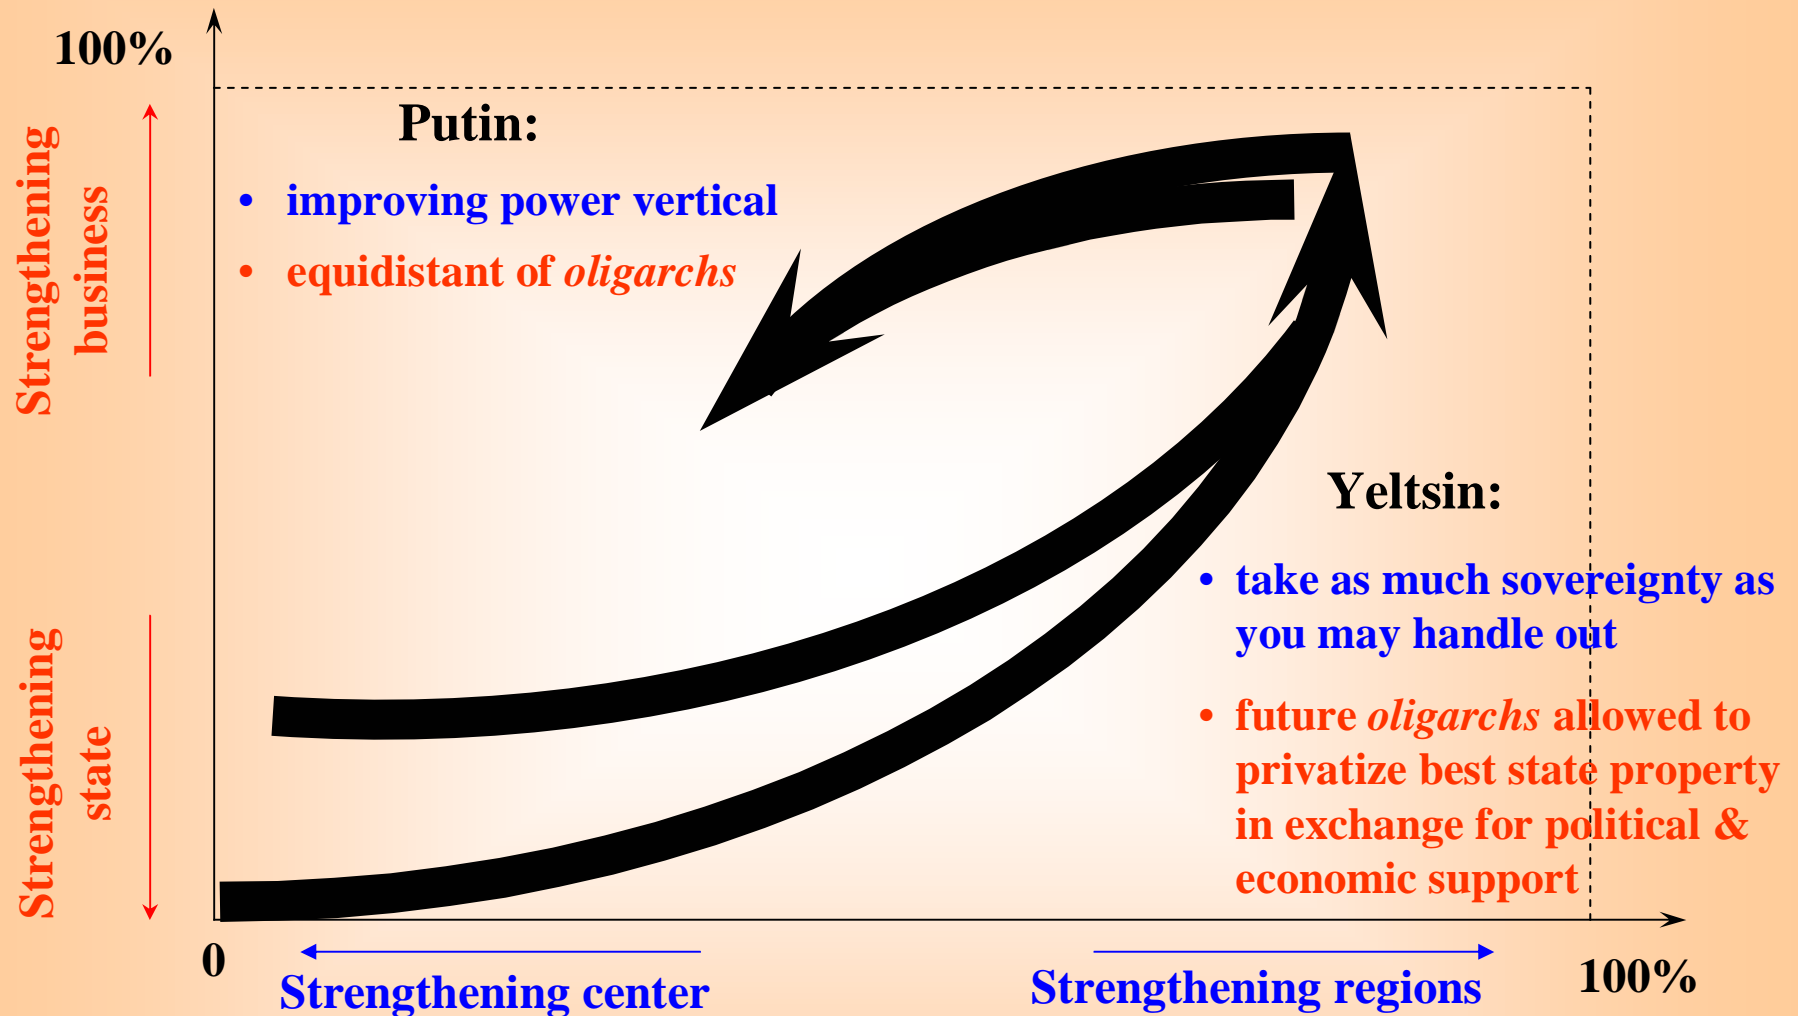 100%
Strengthening
business
Putin:
• improving power vertical
• equidistant of oligarchs
Yeltsin:
• take as much sovereignty as
you may handle out
• future oligarchs allowed to
privatize best state property
in exchange for political &
economic support
Strengthening
state
0
Strengthening center
Strengthening regions
100%